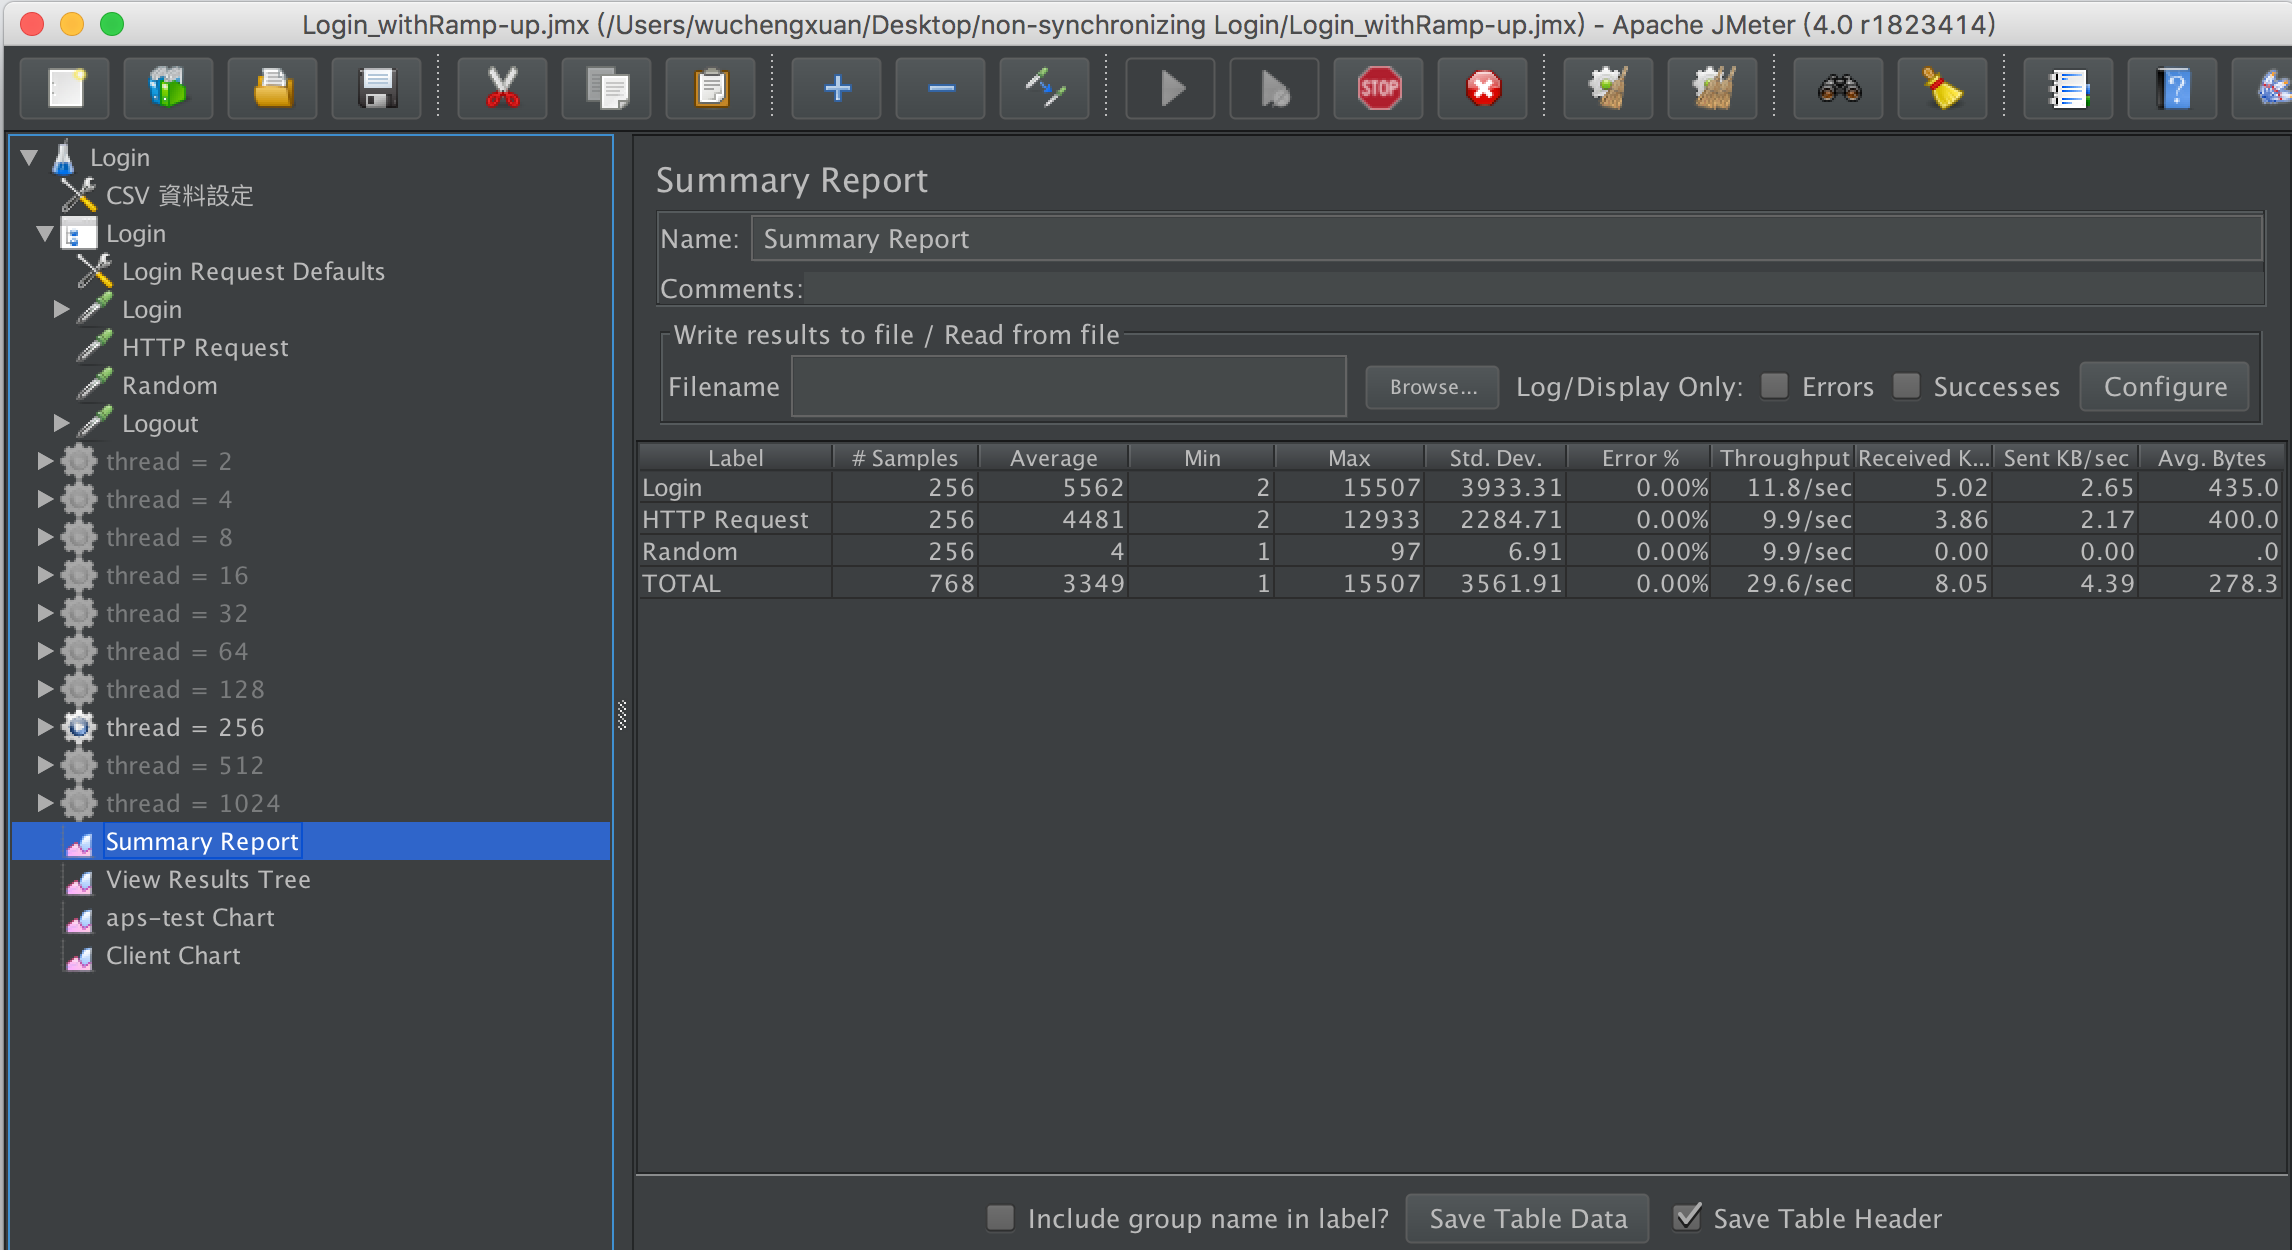 Login_withRamp-up.jmx (/Users/wuchengxuan/Desktop/non-synchronizing Login/Login_withRamp-up.jmx) - Apache JMeter (4.0 r1823414)
STOP
Login
CSV 資料設定
Login
Login Request Defaults
Login
HTTP Request
Random
Logout
thread = 2
thread = 4
thread = 8
thread = 16
thread = 32
thread = 64
thread = 128
thread = 256
thread = 512
thread = 1024
Summary Report
View Results Tree
aps-test Chart
Client Chart
Summary Report
Name: Summary Report
Comments:
Write results to file / Read from file
Filename Browse... Log/Display Only: Errors Successes Configure
Label # Samples Average Min Max Std. Dev. Error % Throughput Received K... Sent KB/sec Avg. Bytes
Login 256 5562 2 15507 3933.31 0.00% 11.8/sec 5.02 2.65 435.0
HTTP Request 256 4481 2 12933 2284.71 0.00% 9.9/sec 3.86 2.17 400.0
Random 256 4 1 97 6.91 0.00% 9.9/sec 0.00 0.00 .0
TOTAL 768 3349 1 15507 3561.91 0.00% 29.6/sec 8.05 4.39 278.3
Include group name in label? Save Table Data Save Table Header